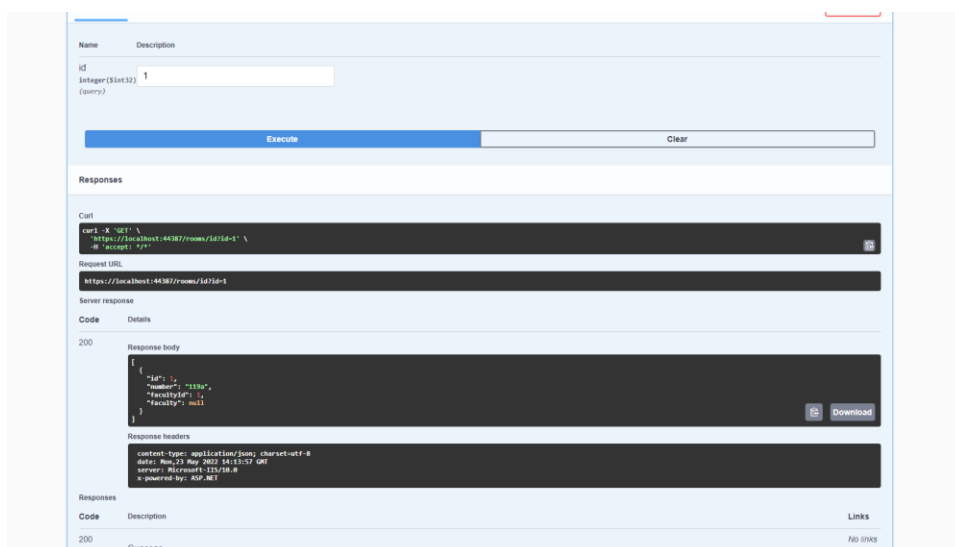 Name Description
id
integer($int32)
(query)
1
Execute Clear
Responses
Curl
curl -X 'GET' \
'https://localhost:44387/rooms/id?id=1' \
-H 'accept: */*'
Request URL
https://localhost:44387/rooms/id?id=1
Server response
Code Details
200
Response body
[
{
"id": 1,
"number": "119a",
"facultyId": 1,
"faculty": null
}
]
Download
Response headers
content-type: application/json; charset=utf-8
date: Mon,23 May 2022 14:13:57 GMT
server: Microsoft-IIS/10.0
x-powered-by: ASP.NET
Responses
Code Description Links
200 No links